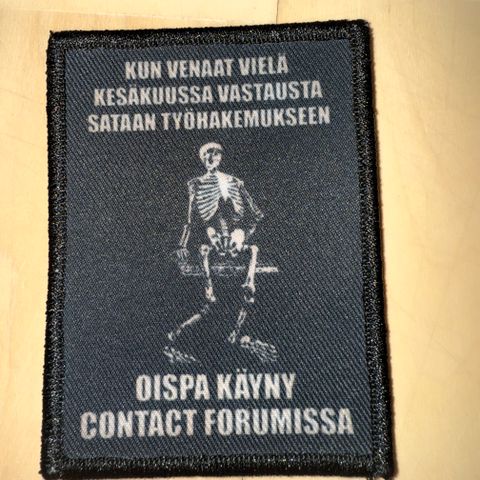 KUN VENAAT VIELÄ
KESÄKUUSSA VASTAUSTA
SATAAN TYÖHAKEMUKSEEN
OISPA KÄYNY
CONTACT FORUMISSA